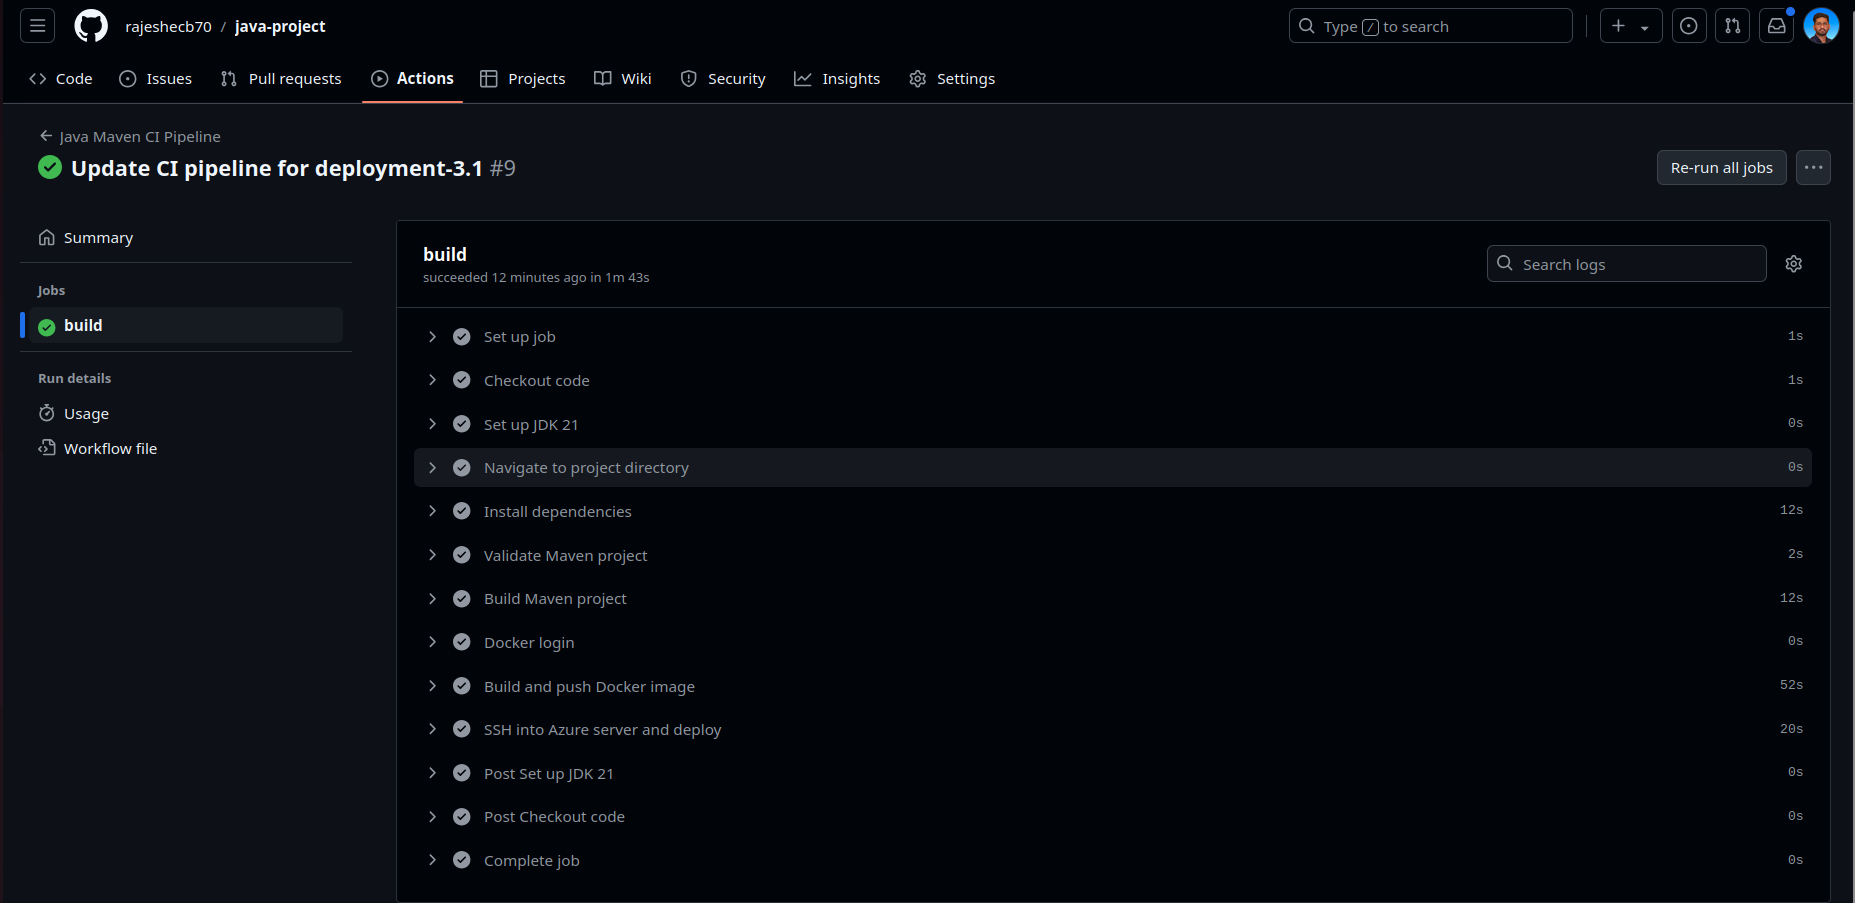 rajeshecb70 / java-project
Type / to search
Code Issues Pull requests Actions Projects Wiki Security Insights Settings
Java Maven CI Pipeline
Update CI pipeline for deployment-3.1 #9
Re-run all jobs
Summary
Jobs
build
Run details
Usage
Workflow file
build
succeeded 12 minutes ago in 1m 43s
Search logs
Set up job 1s
Checkout code 1s
Set up JDK 21 0s
Navigate to project directory 0s
Install dependencies 12s
Validate Maven project 2s
Build Maven project 12s
Docker login 0s
Build and push Docker image 52s
SSH into Azure server and deploy 20s
Post Set up JDK 21 0s
Post Checkout code 0s
Complete job 0s